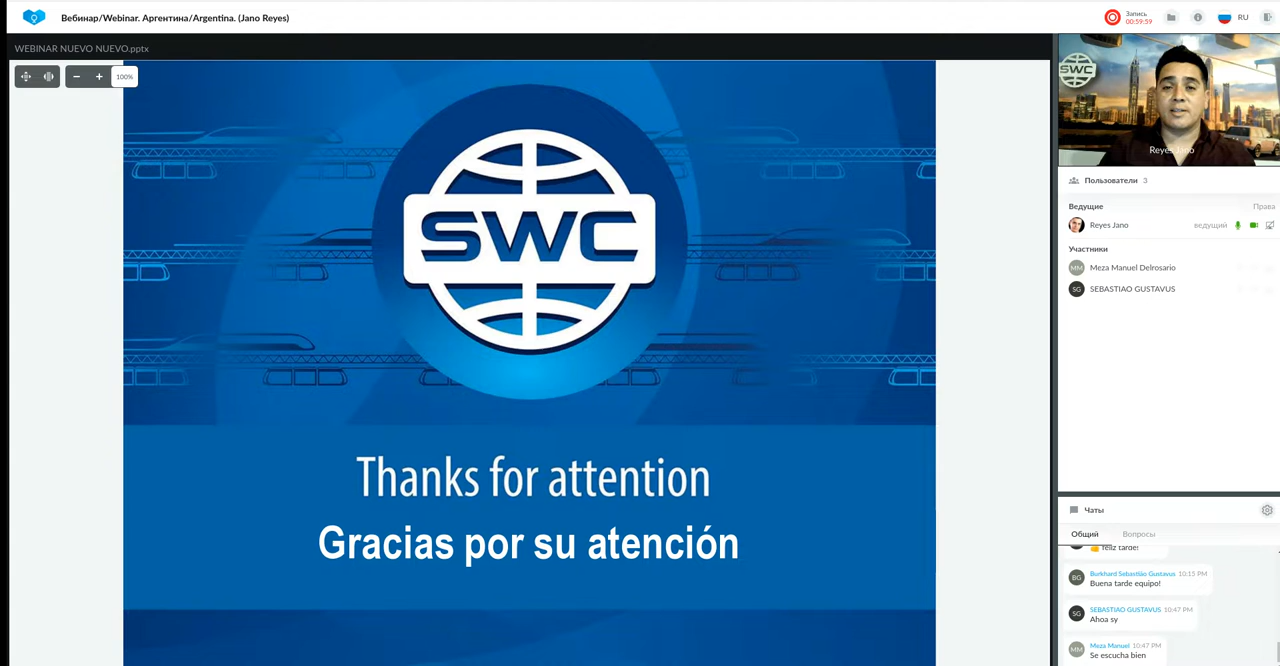 Вебинар/Webinar. Аргентина/Argentina. (Jano Reyes)
Запись
00:59:59
RU
WEBINAR NUEVO NUEVO.pptx
100%
SWC
Thanks for attention
Gracias por su atención
SWC
Reyes Jano
Пользователи 3
Ведущие Права
Reyes Jano ведущий
Участники
MM Meza Manuel Delrosario
SG SEBASTIAO GUSTAVUS
Чаты
Общий Вопросы
feliz tarde!
BG Burkhard Sebastião Gustavus 10:15 PM
Buena tarde equipo!
SG SEBASTIAO GUSTAVUS 10:47 PM
Ahoa sy
MM Meza Manuel 10:47 PM
Se escucha bien